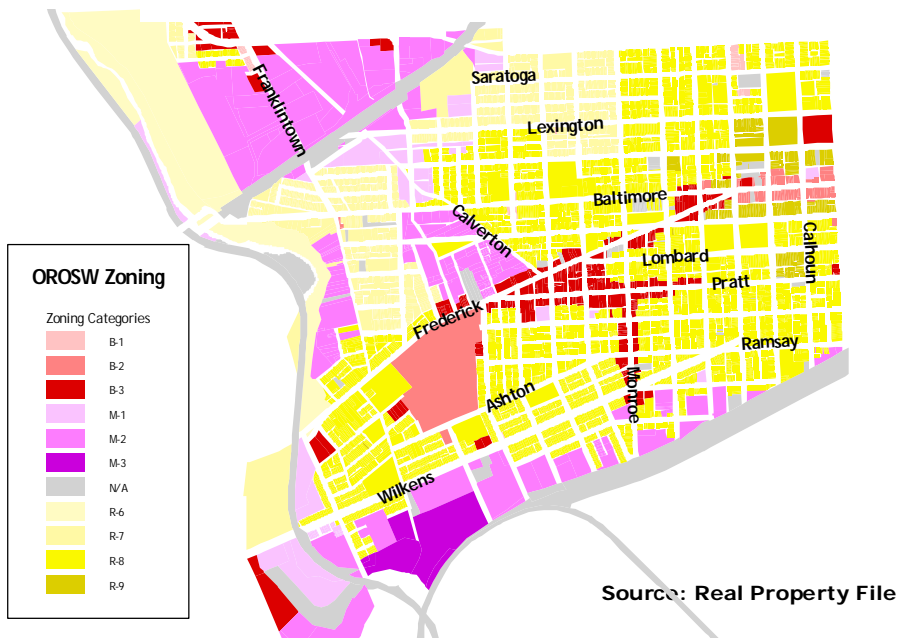 Saratoga
Franklintown
Lexington
Baltimore
Calverton
Calhoun
Lombard
Pratt
Frederick
Ramsay
Monroe
Ashton
Wilkens
OROSW Zoning
Zoning Categories
B-1
B-2
B-3
M-1
M-2
M-3
N/A
R-6
R-7
R-8
R-9
Source: Real Property File